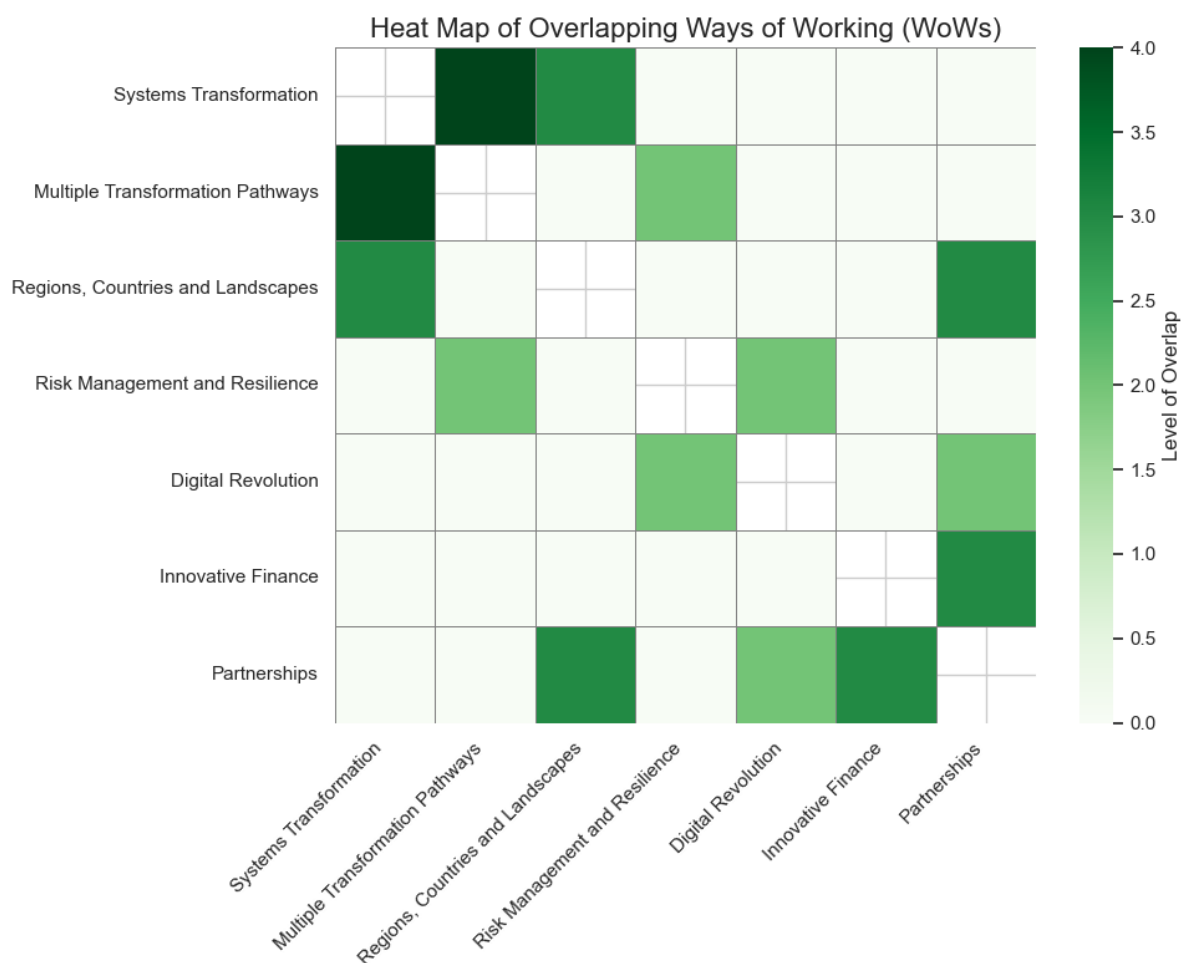 Heat Map of Overlapping Ways of Working (WoWs)
Systems Transformation
Multiple Transformation Pathways
Regions, Countries and Landscapes
Risk Management and Resilience
Digital Revolution
Innovative Finance
Partnerships
Systems Transformation
Multiple Transformation Pathways
Regions, Countries and Landscapes
Risk Management and Resilience
Digital Revolution
Innovative Finance
Partnerships
4.0
3.5
3.0
2.5
2.0
1.5
1.0
0.5
0.0
Level of Overlap